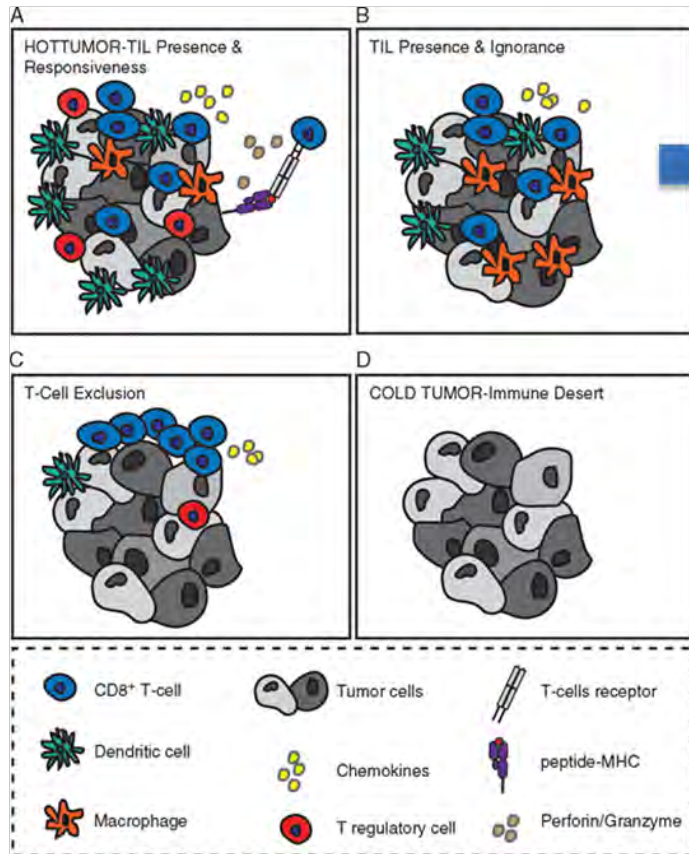 A
HOTTUMOR-TIL Presence &
Responsiveness
B
TIL Presence & Ignorance
C
T-Cell Exclusion
D
COLD TUMOR-Immune Desert
CD8⁺ T-cell
Tumor cells
T-cells receptor
Dendritic cell
Chemokines
peptide-MHC
Macrophage
T regulatory cell
Perforin/Granzyme